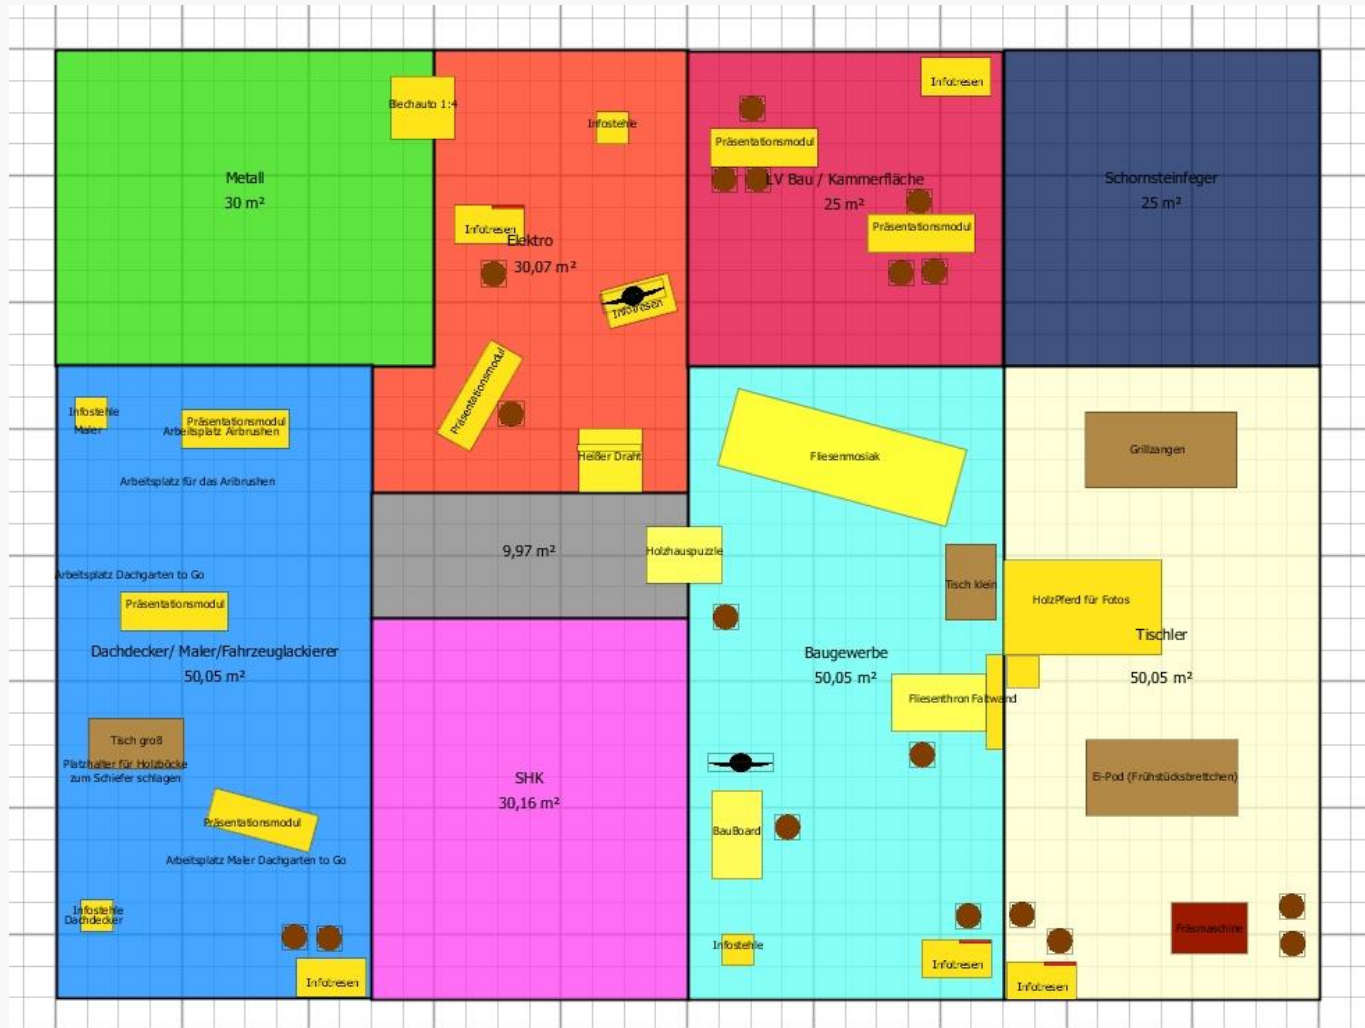 Metall
30 m²
Blechauto 1:4
Infostehle
Infotresen
Elektro
30,07 m²
Infotresen
Präsentationsmodul
Heißer Draht
Infotresen
Präsentationsmodul
LV Bau / Kammerfläche
25 m²
Präsentationsmodul
Schornsteinfeger
25 m²
Infostehle
Maler
Präsentationsmodul
Arbeitsplatz Airbrushen
Arbeitsplatz für das Aribrushen
Arbeitsplatz Dachgarten to Go
Präsentationsmodul
Dachdecker/ Maler/Fahrzeuglackierer
50,05 m²
Tisch groß
Platzhalter für Holzböcke
zum Schiefer schlagen
Präsentationsmodul
Arbeitsplatz Maler Dachgarten to Go
Infostehle
Dachdecker
Infotresen
9,97 m²
Holzhauspuzzle
SHK
30,16 m²
Fliesenmosiak
Tisch klein
Baugewerbe
50,05 m²
Fliesenthron Faltwand
BauBoard
Infostehle
Infotresen
Grillzangen
HolzPferd für Fotos
Tischler
50,05 m²
Ei-Pod (Frühstücksbrettchen)
Fräsmaschine
Infotresen